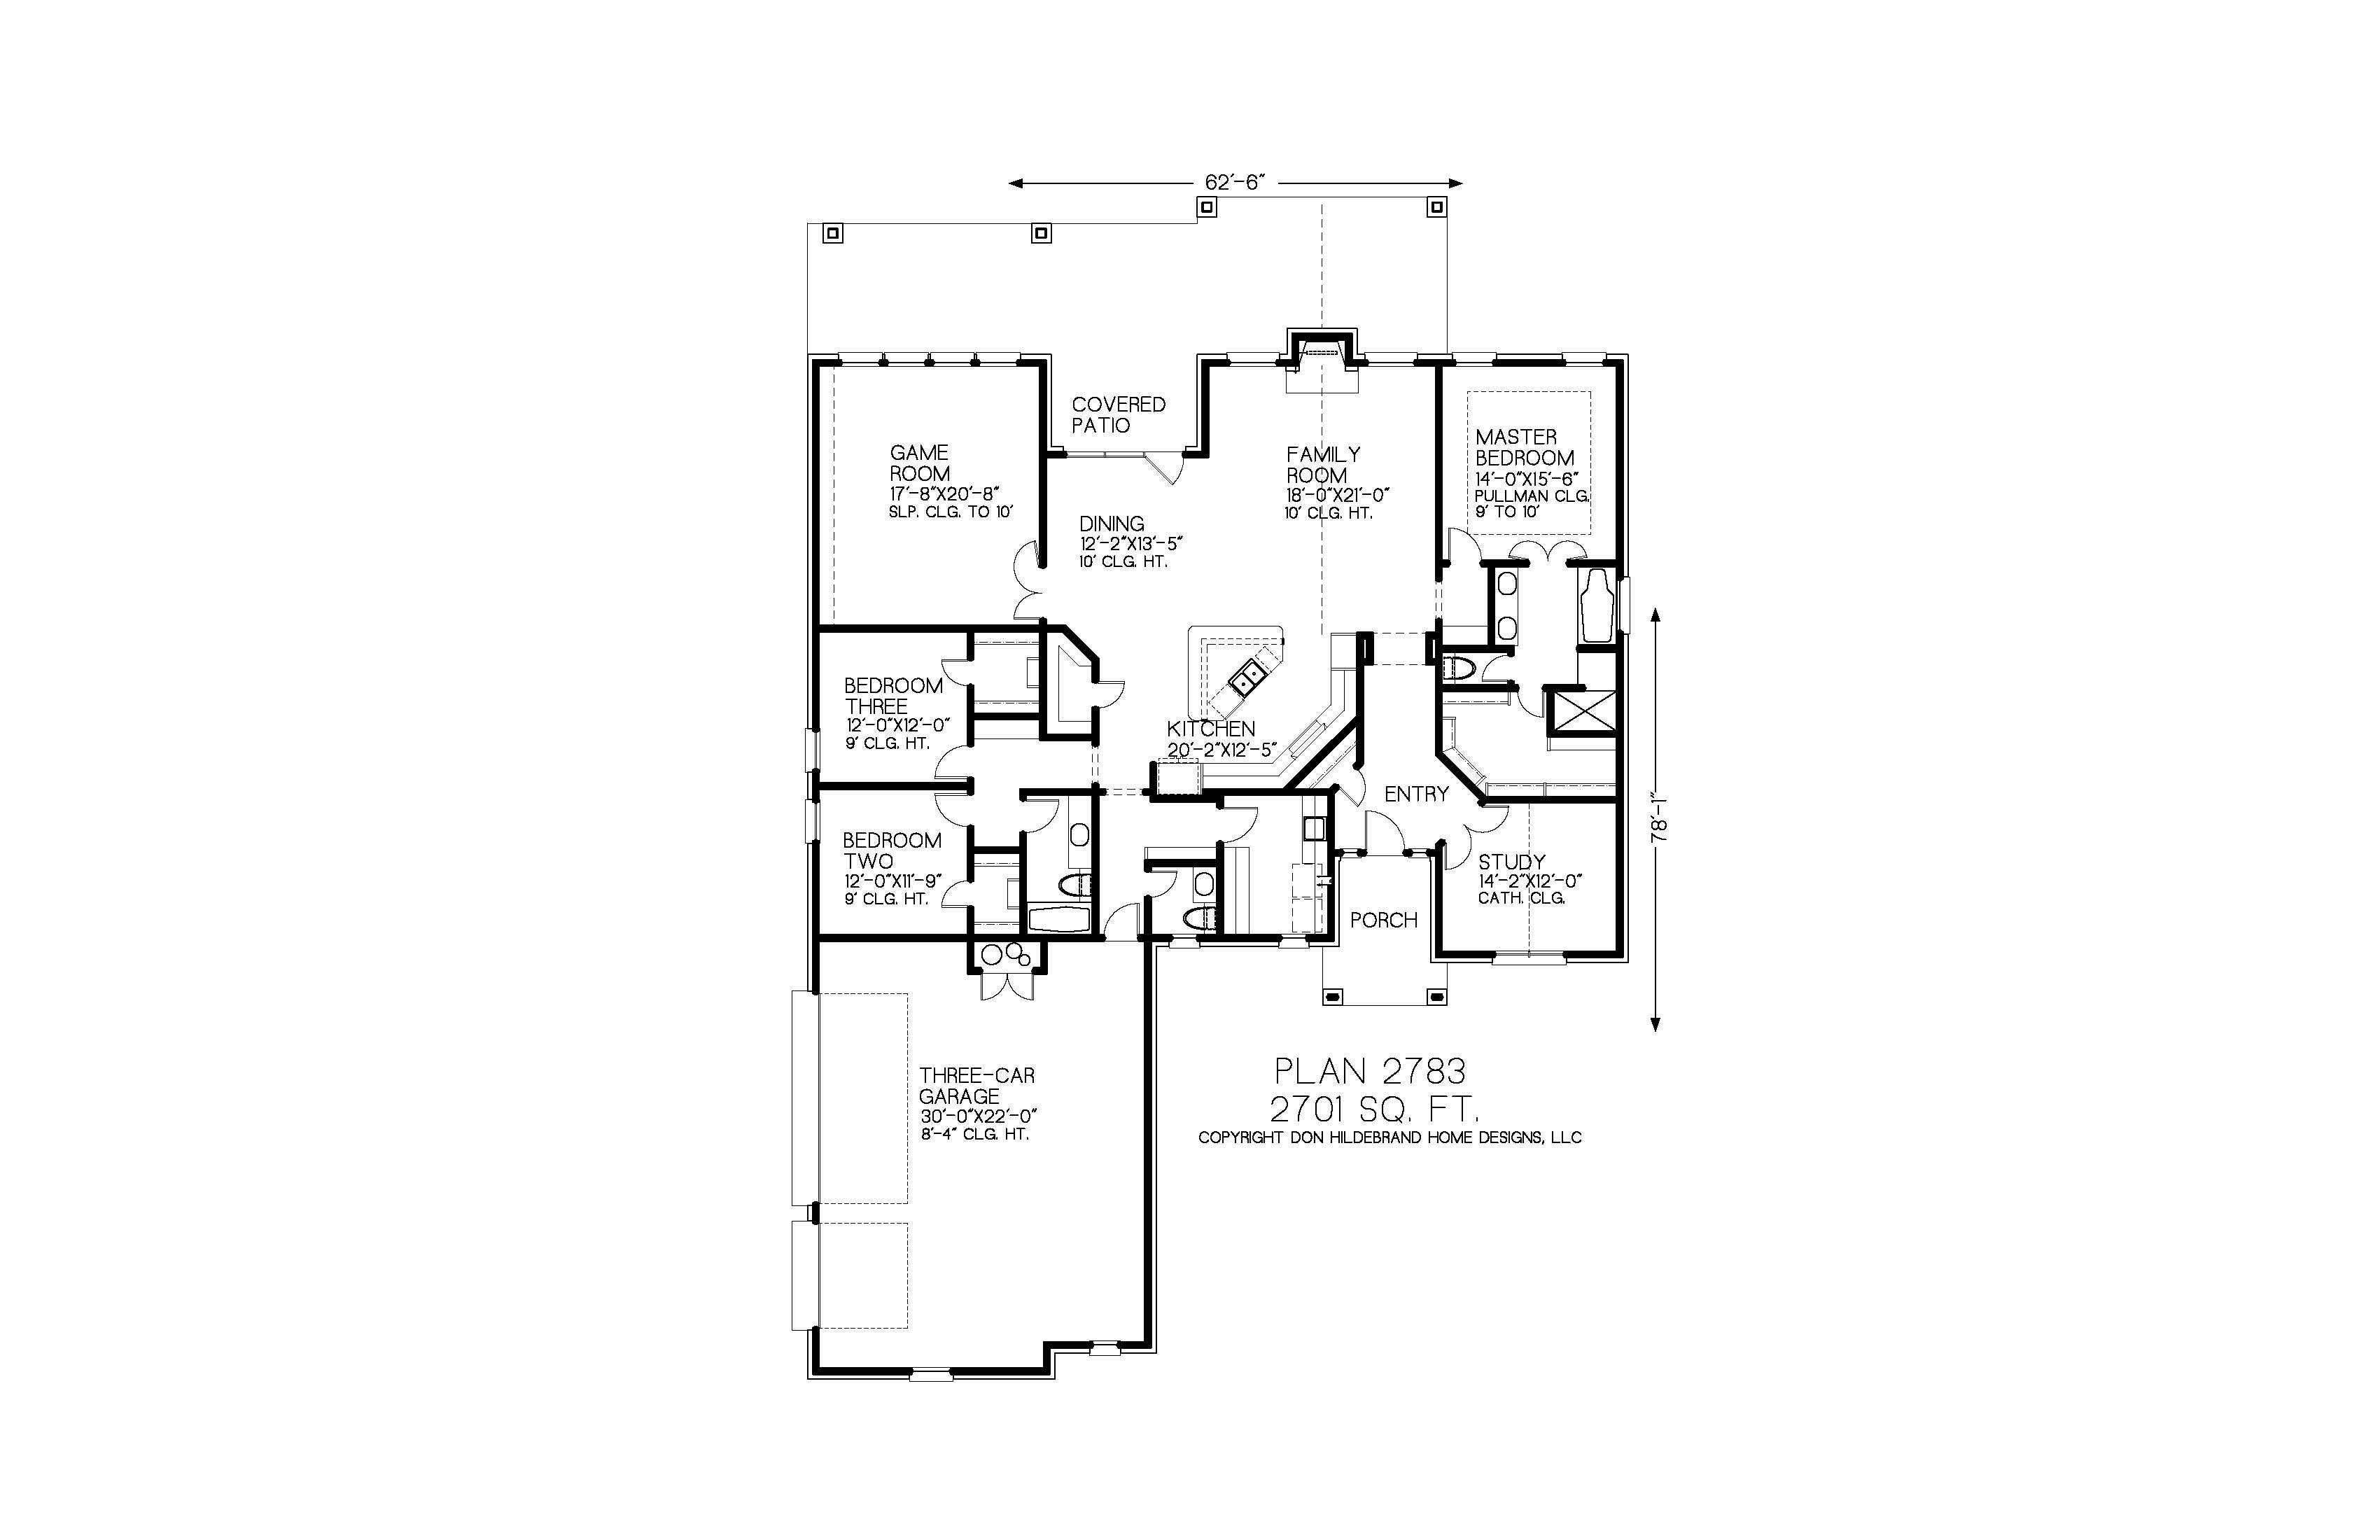 62'-6"
COVERED
PATIO
GAME
ROOM
17'-8"X20'-8"
SLP. CLG. TO 10'
FAMILY
ROOM
18'-0"X21'-0"
10' CLG. HT.
MASTER
BEDROOM
14'-0"X15'-6"
PULLMAN CLG.
9' TO 10'
DINING
12'-2"X13'-5"
10' CLG. HT.
BEDROOM
THREE
12'-0"X12'-0"
9' CLG. HT.
KITCHEN
20'-2"X12'-5"
ENTRY
78'-1"
BEDROOM
TWO
12'-0"X11'-9"
9' CLG. HT.
STUDY
14'-2"X12'-0"
CATH. CLG.
PORCH
THREE-CAR
GARAGE
30'-0"X22'-0"
8'-4" CLG. HT.
PLAN 2783
2701 SQ. FT.
COPYRIGHT DON HILDEBRAND HOME DESIGNS, LLC